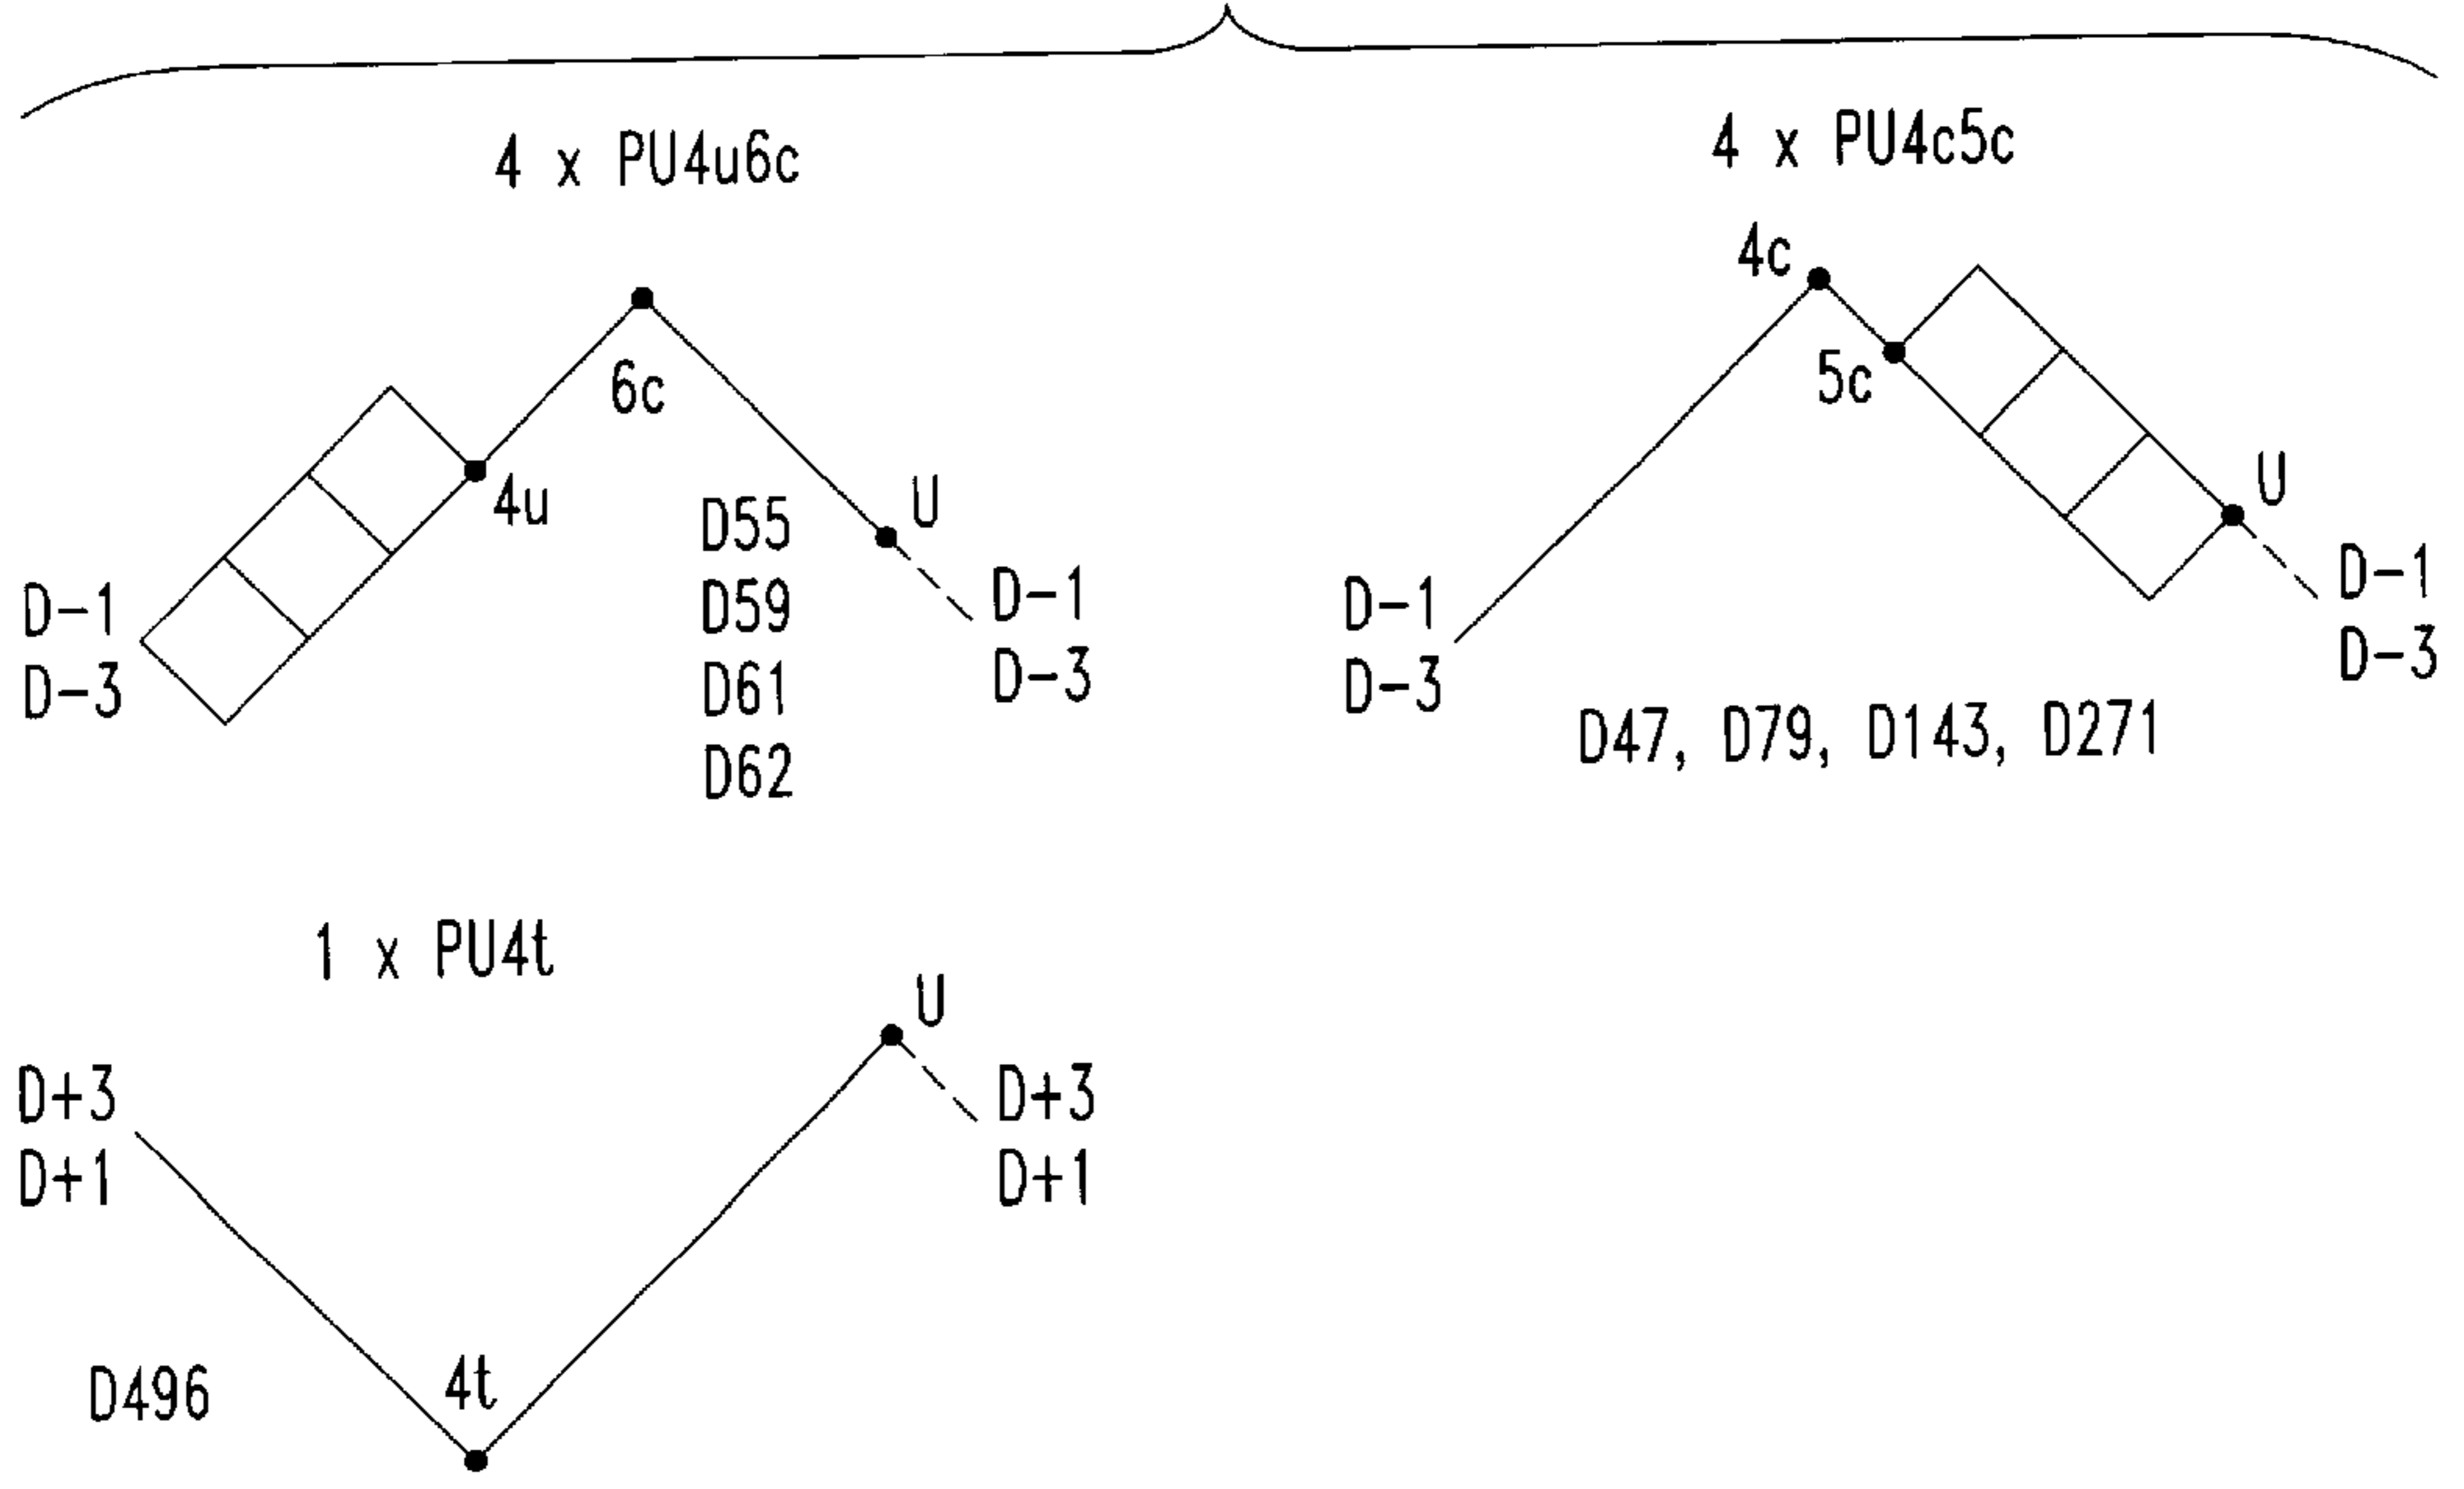 4 x PU4u6c
6c
4u
U
D-1
D-3
D55
D59
D61
D62
D-1
D-3
4 x PU4c5c
4c
5c
U
D-1
D-3
D-1
D-3
D47, D79, D143, D271
1 x PU4t
U
D+3
D+1
D+3
D+1
D496
4t